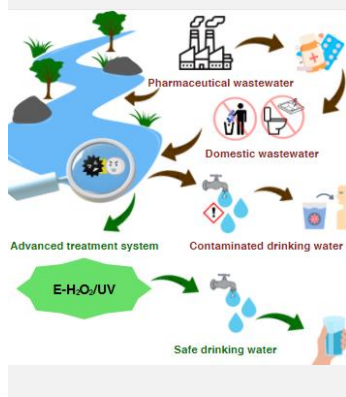 Pharmaceutical wastewater
Domestic wastewater
Advanced treatment system
Contaminated drinking water
E-H₂O₂/UV
Safe drinking water